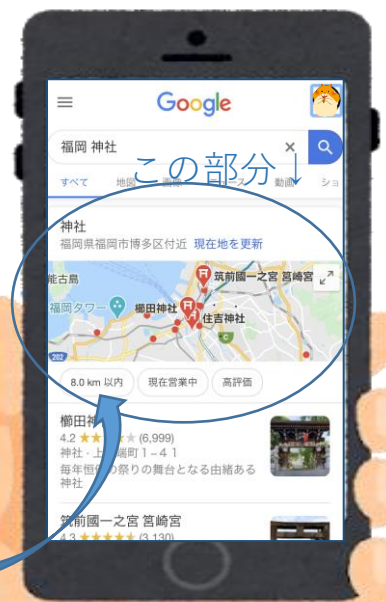 Google
福岡 神社
この部分↓
すべて 地図 画像 ニュース 動画 ショ
神社
福岡県福岡市博多区付近 現在地を更新
能古島
筑前國一之宮 筥崎宮
福岡タワー
櫛田神社
住吉神社
202
8.0 km 以内 現在営業中 高評価
櫛田神
4.2 (6,999)
神社・上 端町1-41
毎年恒 の祭りの舞台となる由緒ある
神社
筑前國一之宮 筥崎宮
4.3 (3,130)